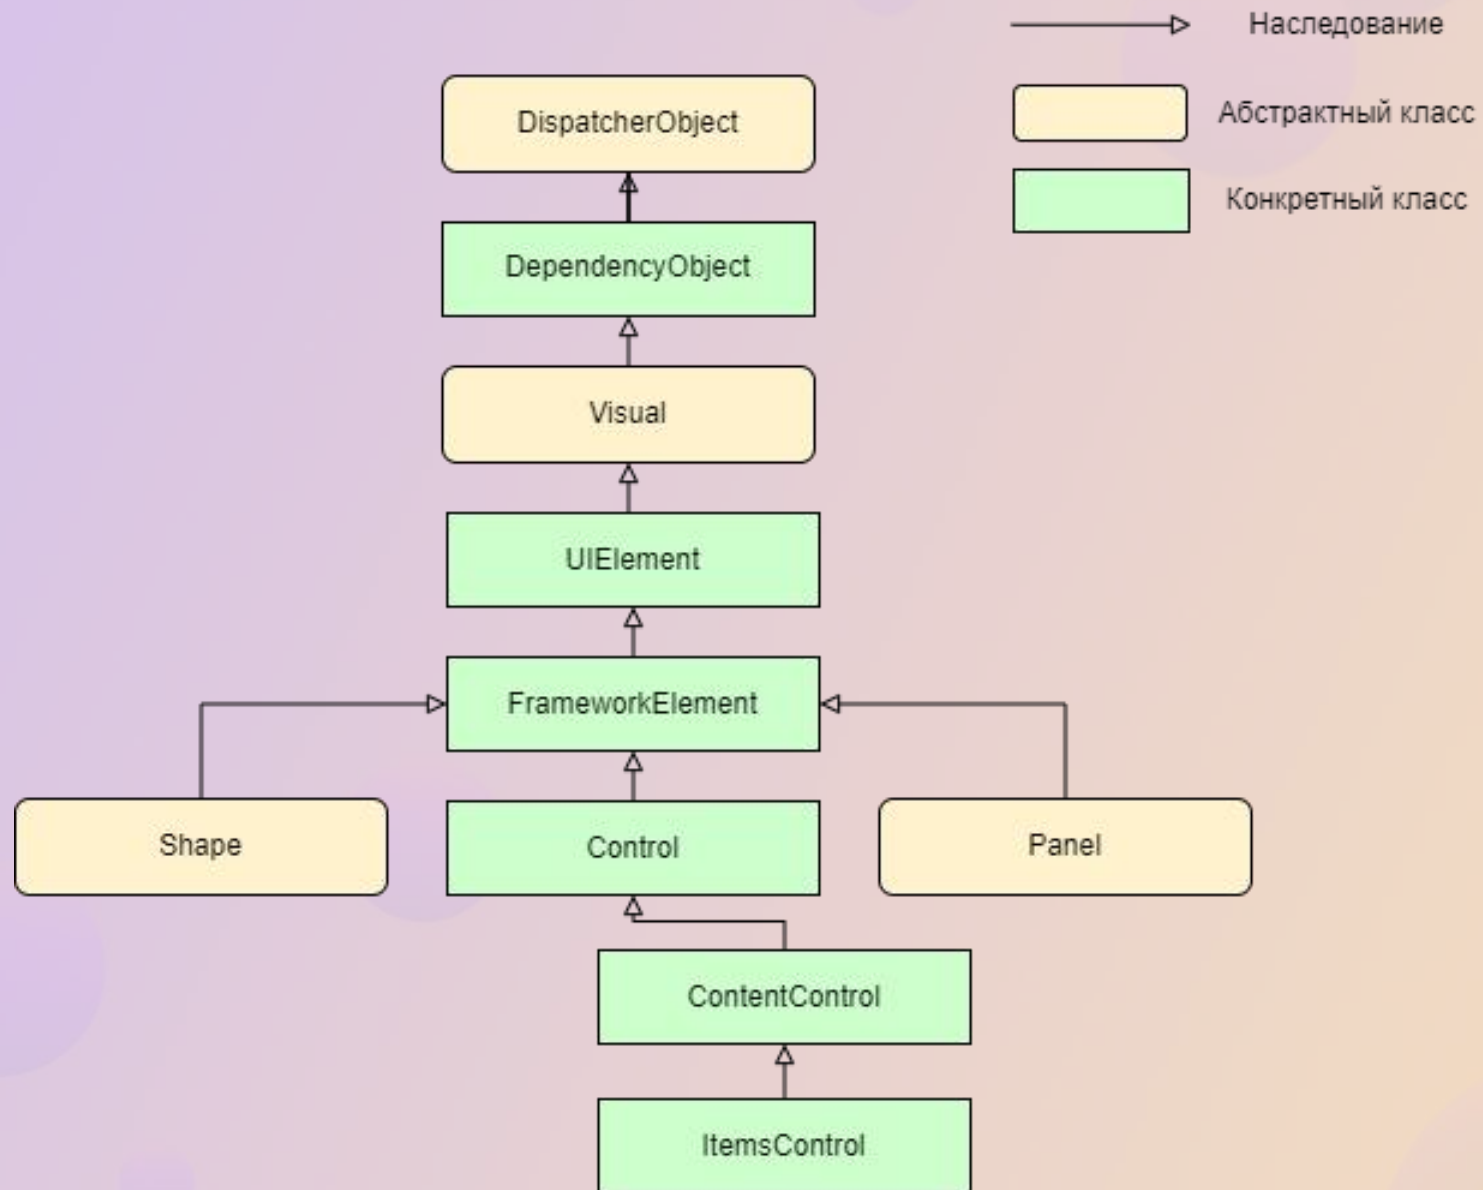 Наследование
Абстрактный класс
Конкретный класс
DispatcherObject
DependencyObject
Visual
UIElement
FrameworkElement
Shape
Control
Panel
ContentControl
ItemsControl